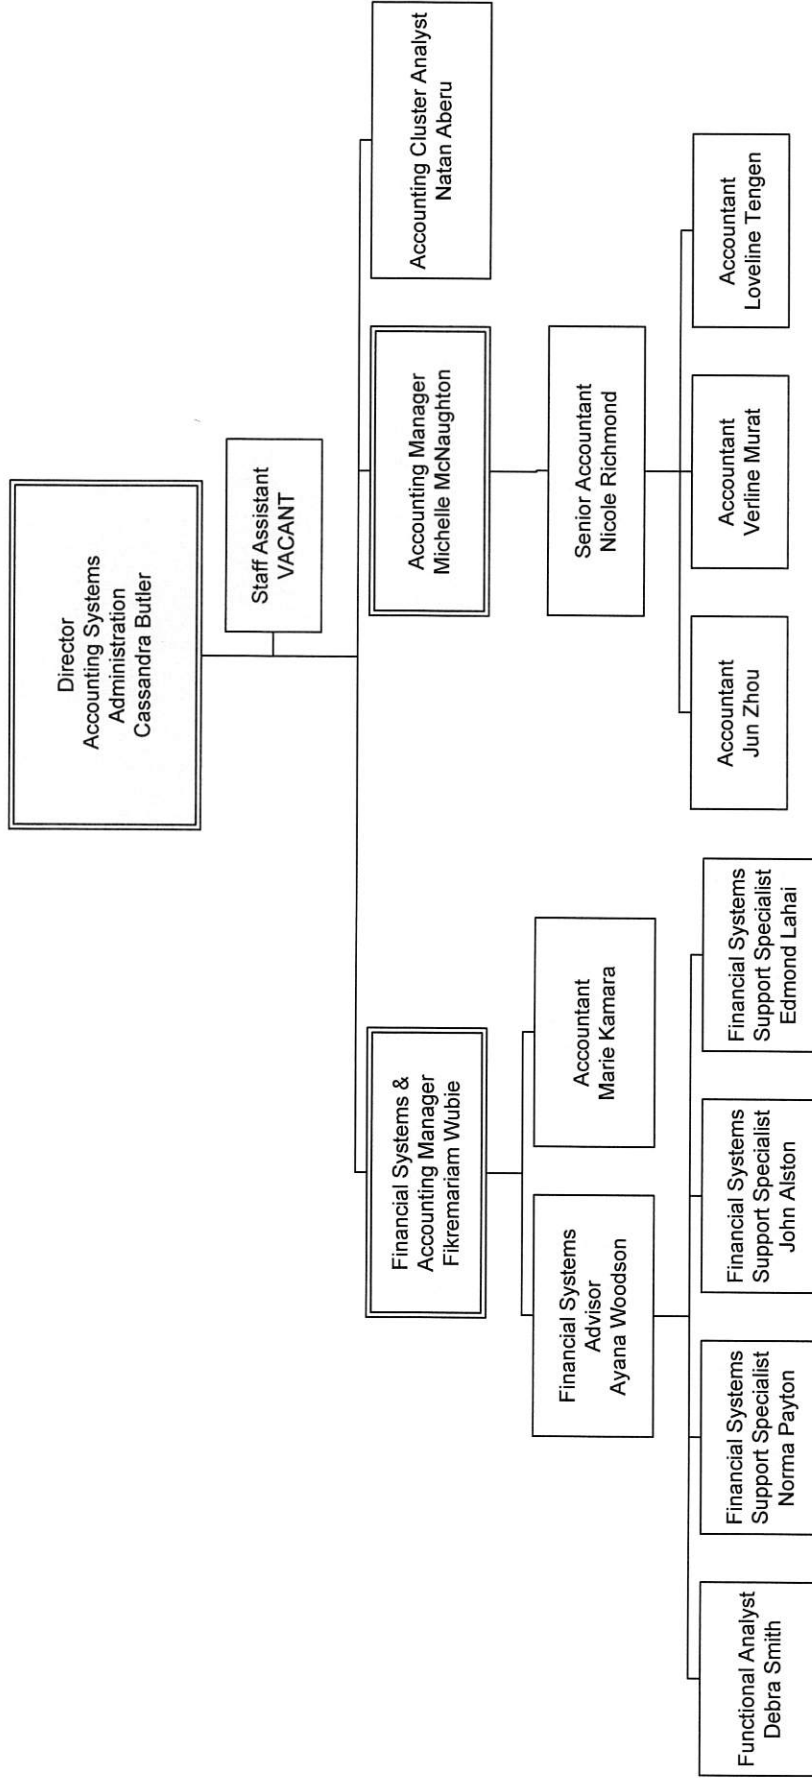 Director
Accounting Systems
Administration
Cassandra Butler
Staff Assistant
VACANT
Financial Systems &
Accounting Manager
Fikremariam Wubie
Accounting Manager
Michelle McNaughton
Accounting Cluster Analyst
Natan Aberu
Financial Systems
Advisor
Ayana Woodson
Accountant
Marie Kamara
Senior Accountant
Nicole Richmond
Functional Analyst
Debra Smith
Financial Systems
Support Specialist
Norma Payton
Financial Systems
Support Specialist
John Alston
Financial Systems
Support Specialist
Edmond Lahai
Accountant
Jun Zhou
Accountant
Verline Murat
Accountant
Loveline Tengen